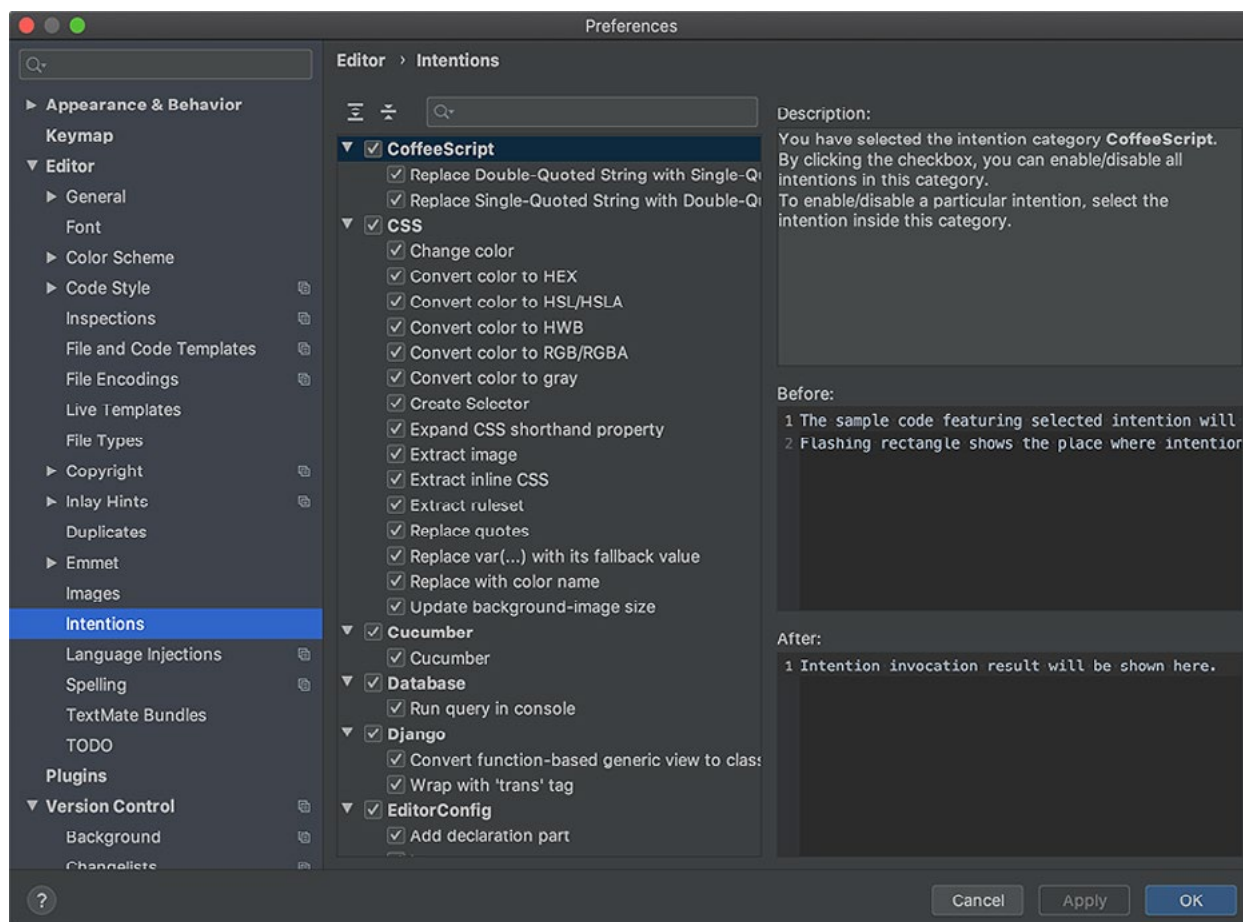 Preferences
Appearance & Behavior
Keymap
Editor
General
Font
Color Scheme
Code Style
Inspections
File and Code Templates
File Encodings
Live Templates
File Types
Copyright
Inlay Hints
Duplicates
Emmet
Images
Intentions
Language Injections
Spelling
TextMate Bundles
TODO
Plugins
Version Control
Background
Changelists
Editor › Intentions
CoffeeScript
Replace Double-Quoted String with Single-Qu
Replace Single-Quoted String with Double-Qu
CSS
Change color
Convert color to HEX
Convert color to HSL/HSLA
Convert color to HWB
Convert color to RGB/RGBA
Convert color to gray
Create Selector
Expand CSS shorthand property
Extract image
Extract inline CSS
Extract ruleset
Replace quotes
Replace var(...) with its fallback value
Replace with color name
Update background-image size
Cucumber
Cucumber
Database
Run query in console
Django
Convert function-based generic view to class
Wrap with 'trans' tag
EditorConfig
Add declaration part
Description:
You have selected the intention category CoffeeScript.
By clicking the checkbox, you can enable/disable all
intentions in this category.
To enable/disable a particular intention, select the
intention inside this category.
Before:
1 The sample code featuring selected intention will
2 Flashing rectangle shows the place where intention
After:
1 Intention invocation result will be shown here.
?
Cancel
Apply
OK